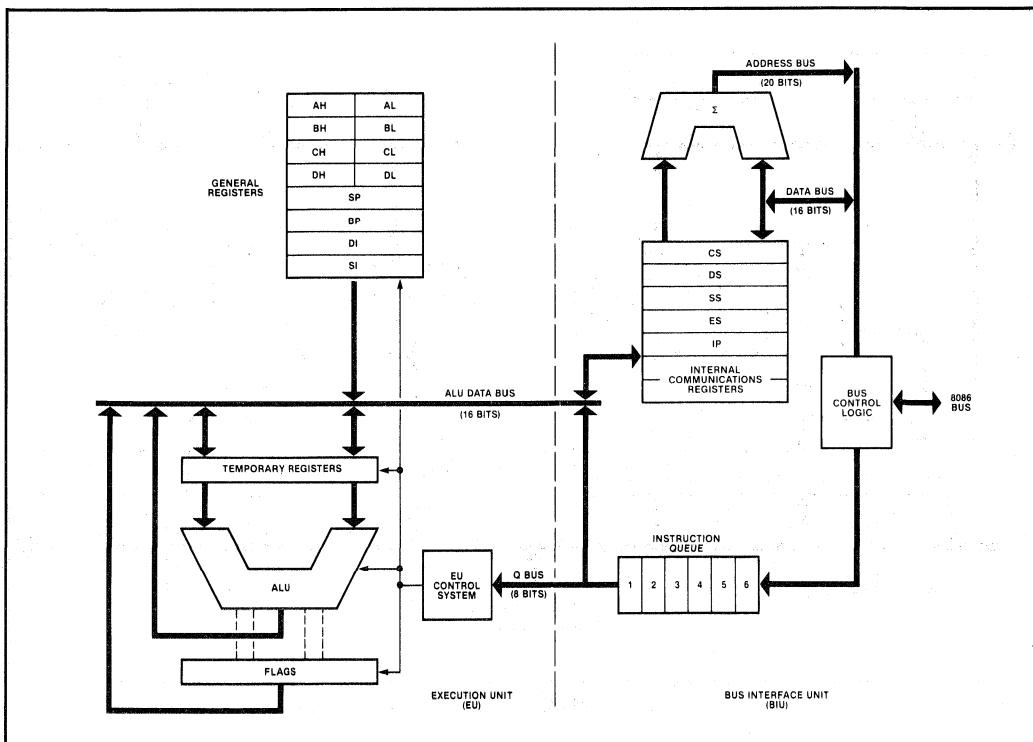 ADDRESS BUS
(20 BITS)
Σ
AH AL
BH BL
CH CL
DH DL
SP
BP
DI
SI
GENERAL
REGISTERS
DATA BUS
(16 BITS)
CS
DS
SS
ES
IP
INTERNAL
COMMUNICATIONS
REGISTERS
BUS
CONTROL
LOGIC
8086
BUS
ALU DATA BUS
(16 BITS)
TEMPORARY REGISTERS
ALU
FLAGS
EU
CONTROL
SYSTEM
Q BUS
(8 BITS)
INSTRUCTION
QUEUE
1 2 3 4 5 6
EXECUTION UNIT
(EU)
BUS INTERFACE UNIT
(BIU)